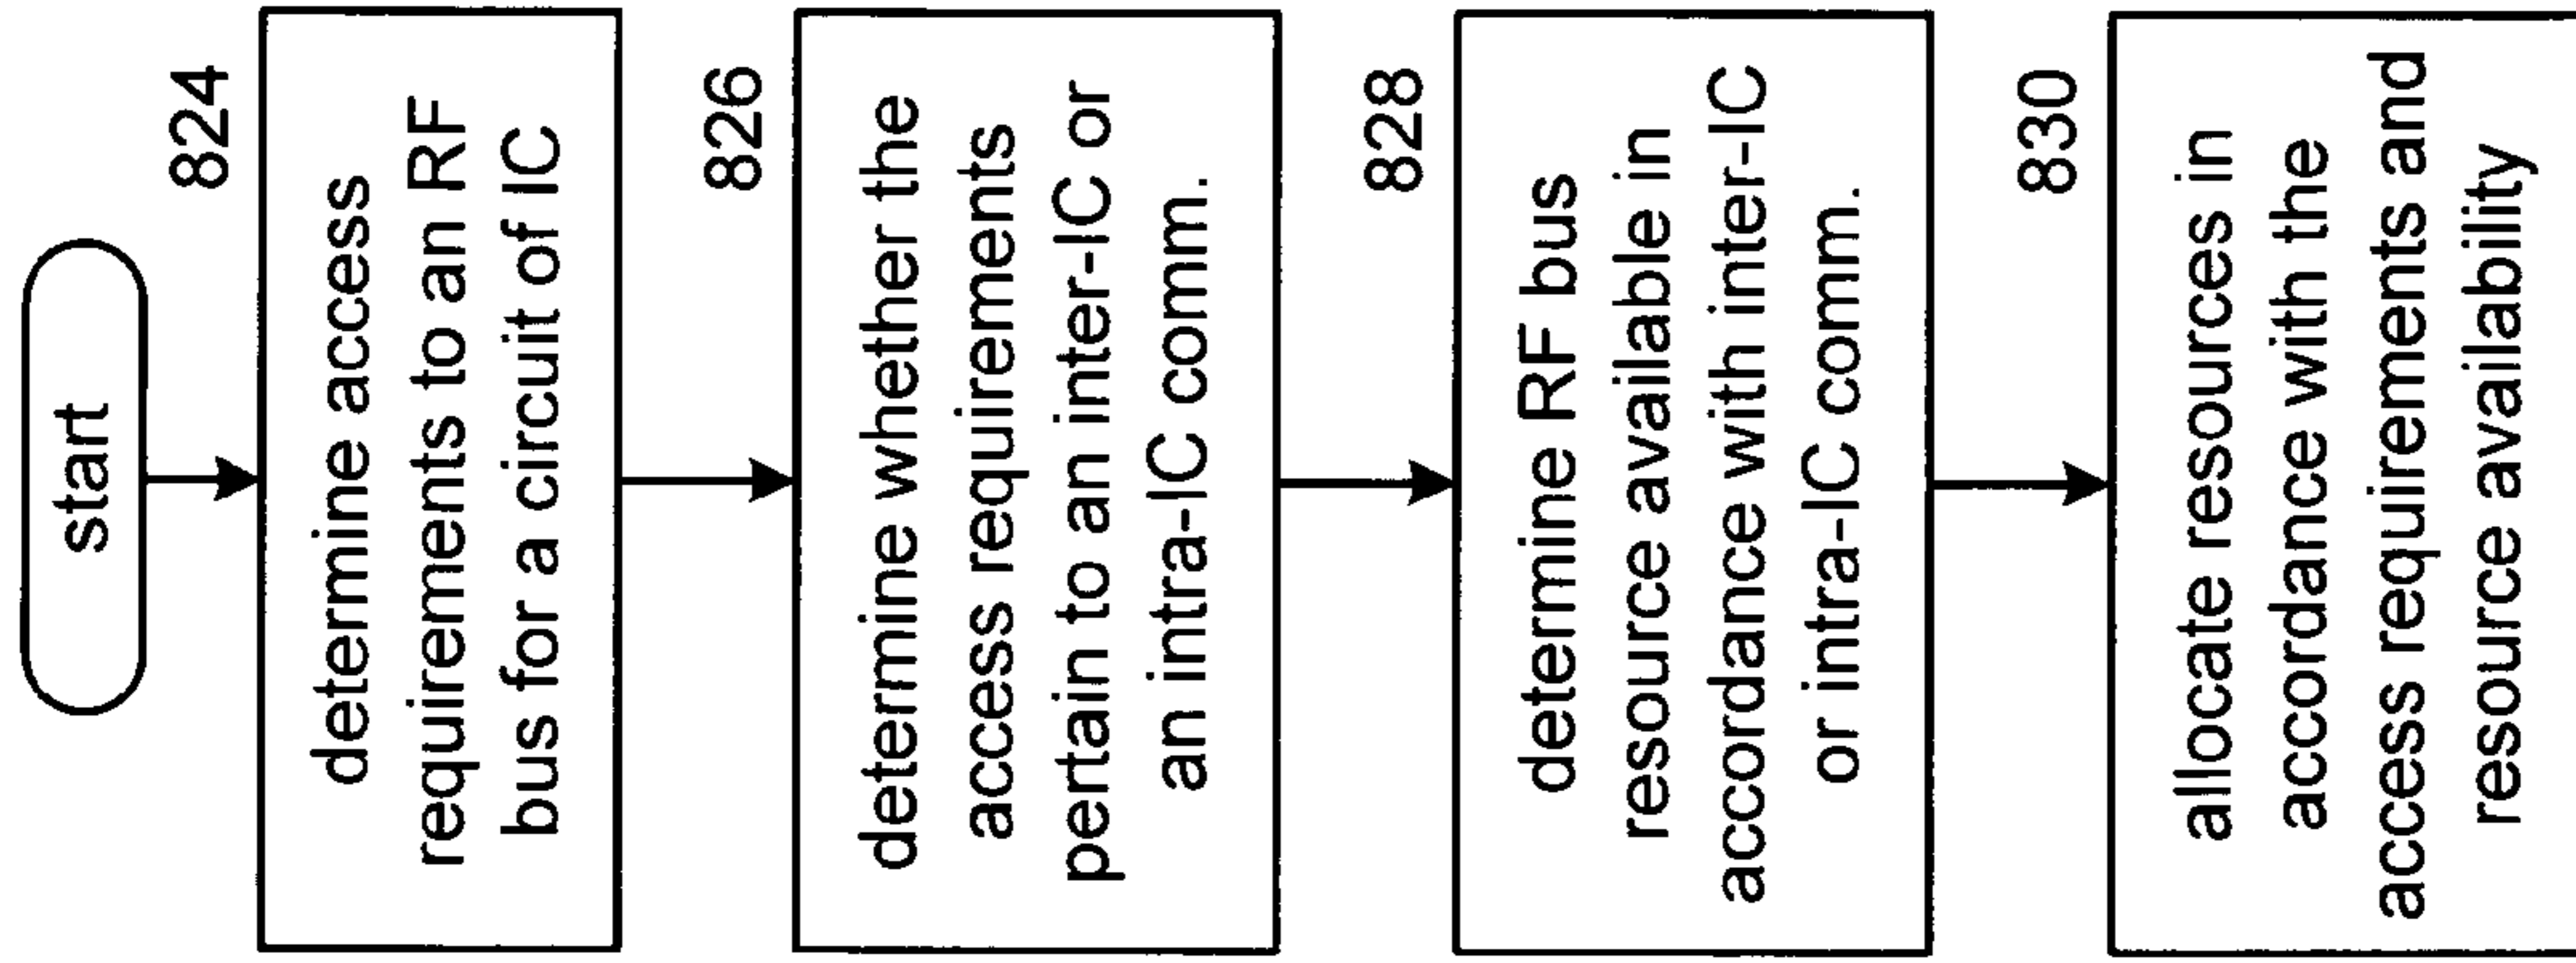 start
824
determine access
requirements to an RF
bus for a circuit of IC
826
determine whether the
access requirements
pertain to an inter-IC or
an intra-IC comm.
828
determine RF bus
resource available in
accordance with inter-IC
or intra-IC comm.
830
allocate resources in
accordance with the
access requirements and
resource availability